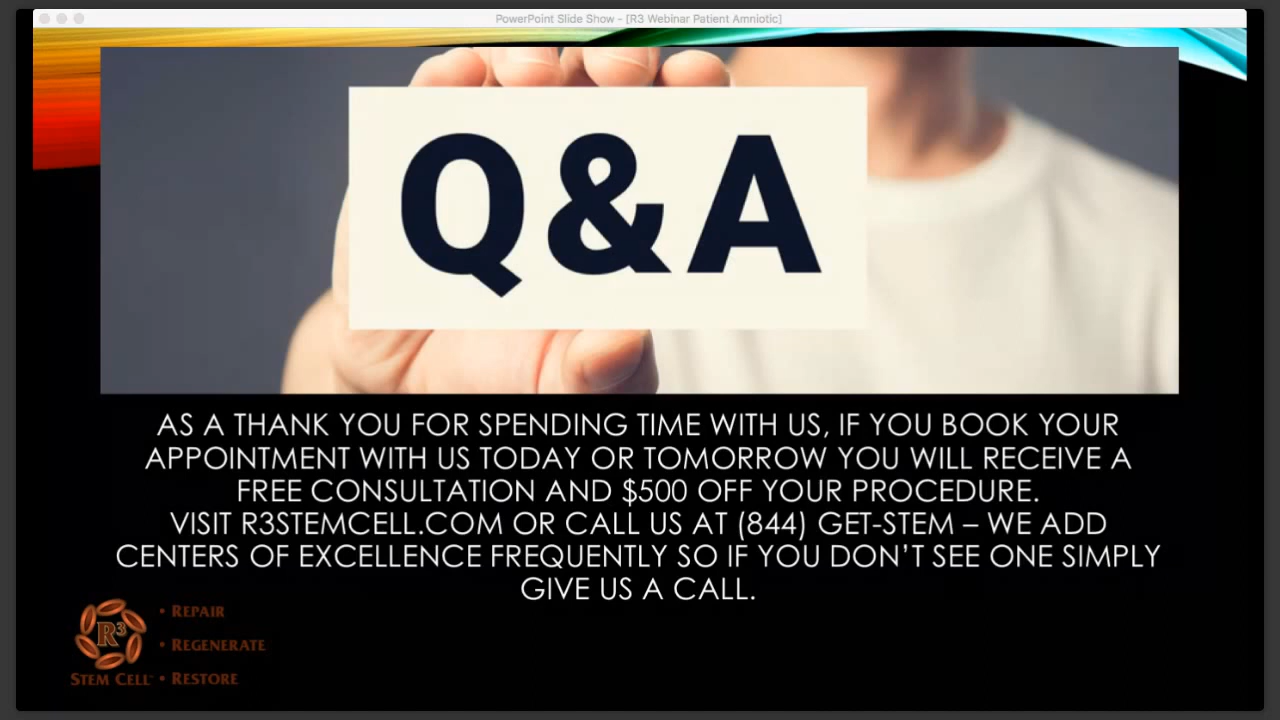 PowerPoint Slide Show - [R3 Webinar Patient Amniotic]
Q&A
AS A THANK YOU FOR SPENDING TIME WITH US, IF YOU BOOK YOUR
APPOINTMENT WITH US TODAY OR TOMORROW YOU WILL RECEIVE A
FREE CONSULTATION AND $500 OFF YOUR PROCEDURE.
VISIT R3STEMCELL.COM OR CALL US AT (844) GET-STEM – WE ADD
CENTERS OF EXCELLENCE FREQUENTLY SO IF YOU DON’T SEE ONE SIMPLY
GIVE US A CALL.
R³
STEM CELL
• REPAIR
• REGENERATE
• RESTORE